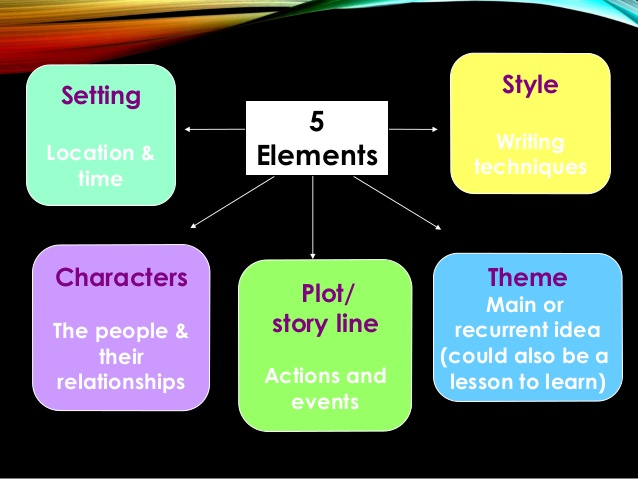 5
Elements
Setting
Location &
time
Style
Writing
techniques
Characters
The people &
their
relationships
Plot/
story line
Actions and
events
Theme
Main or
recurrent idea
(could also be a
lesson to learn)